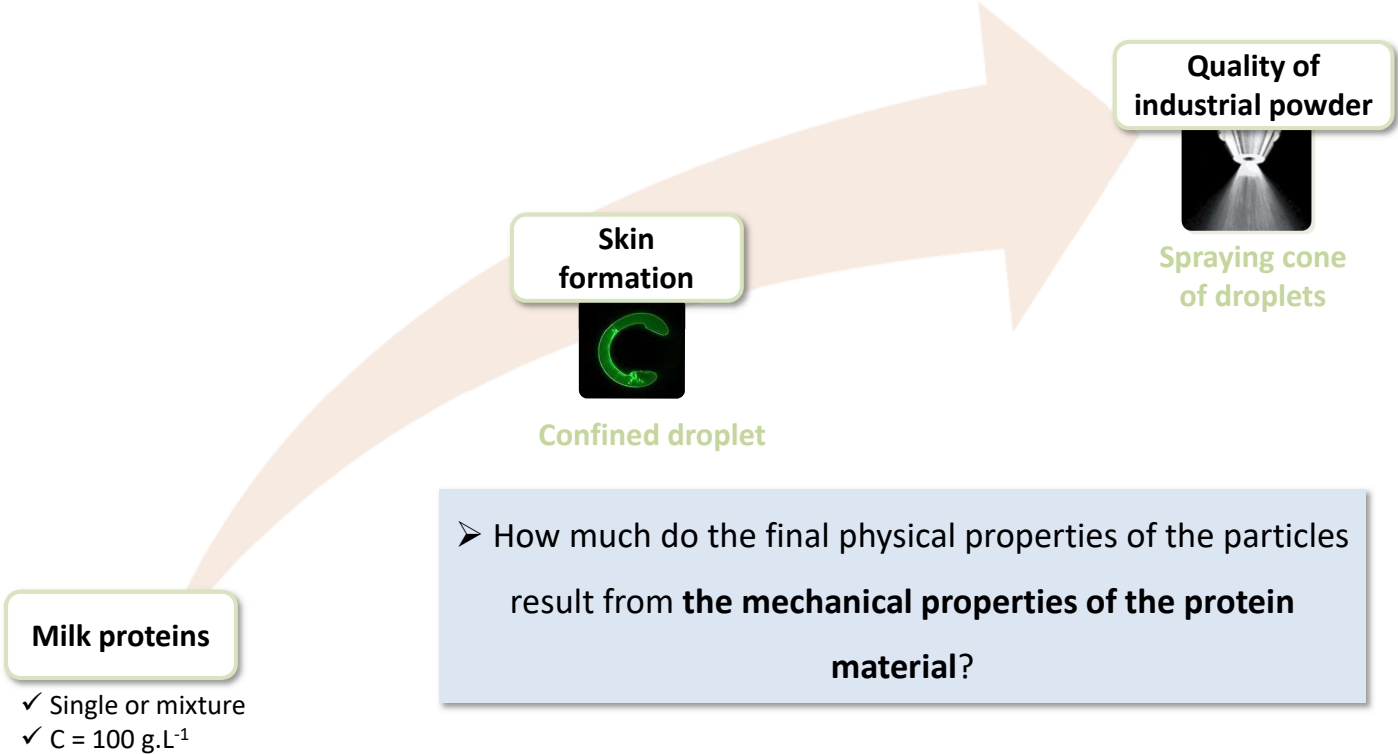 Quality of
industrial powder
Spraying cone
of droplets
Skin
formation
Confined droplet
➢ How much do the final physical properties of the particles
result from the mechanical properties of the protein
material?
Milk proteins
✓ Single or mixture
✓ C = 100 g.L⁻¹